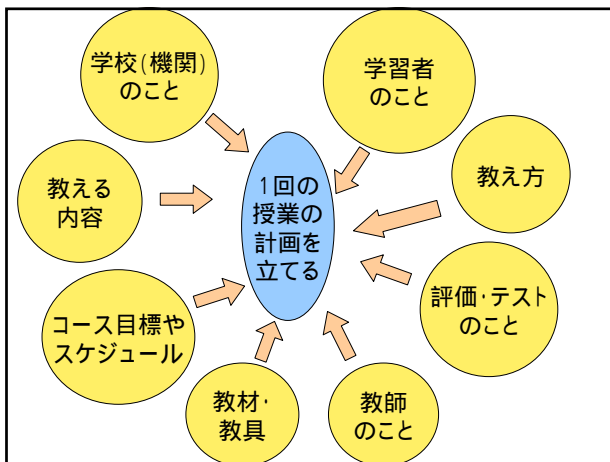 学校(機関)
のこと
学習者
のこと
教える
内容
1回の
授業の
計画を
立てる
教え方
コース目標や
スケジュール
評価・テスト
のこと
教材・
教具
教師
のこと